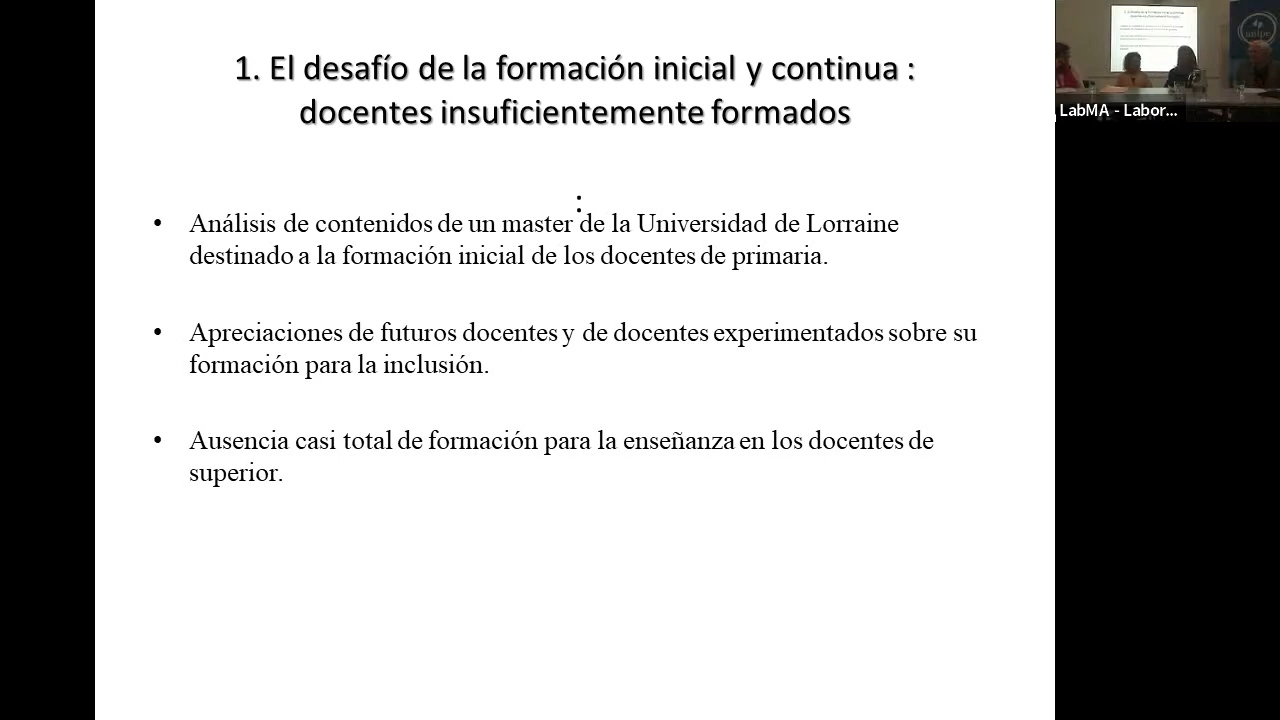 1. El desafío de la formación inicial y continua :
docentes insuficientemente formados
:
• Análisis de contenidos de un master de la Universidad de Lorraine
destinado a la formación inicial de los docentes de primaria.
• Apreciaciones de futuros docentes y de docentes experimentados sobre su
formación para la inclusión.
• Ausencia casi total de formación para la enseñanza en los docentes de
superior.
unipe
LabMA - Labor...